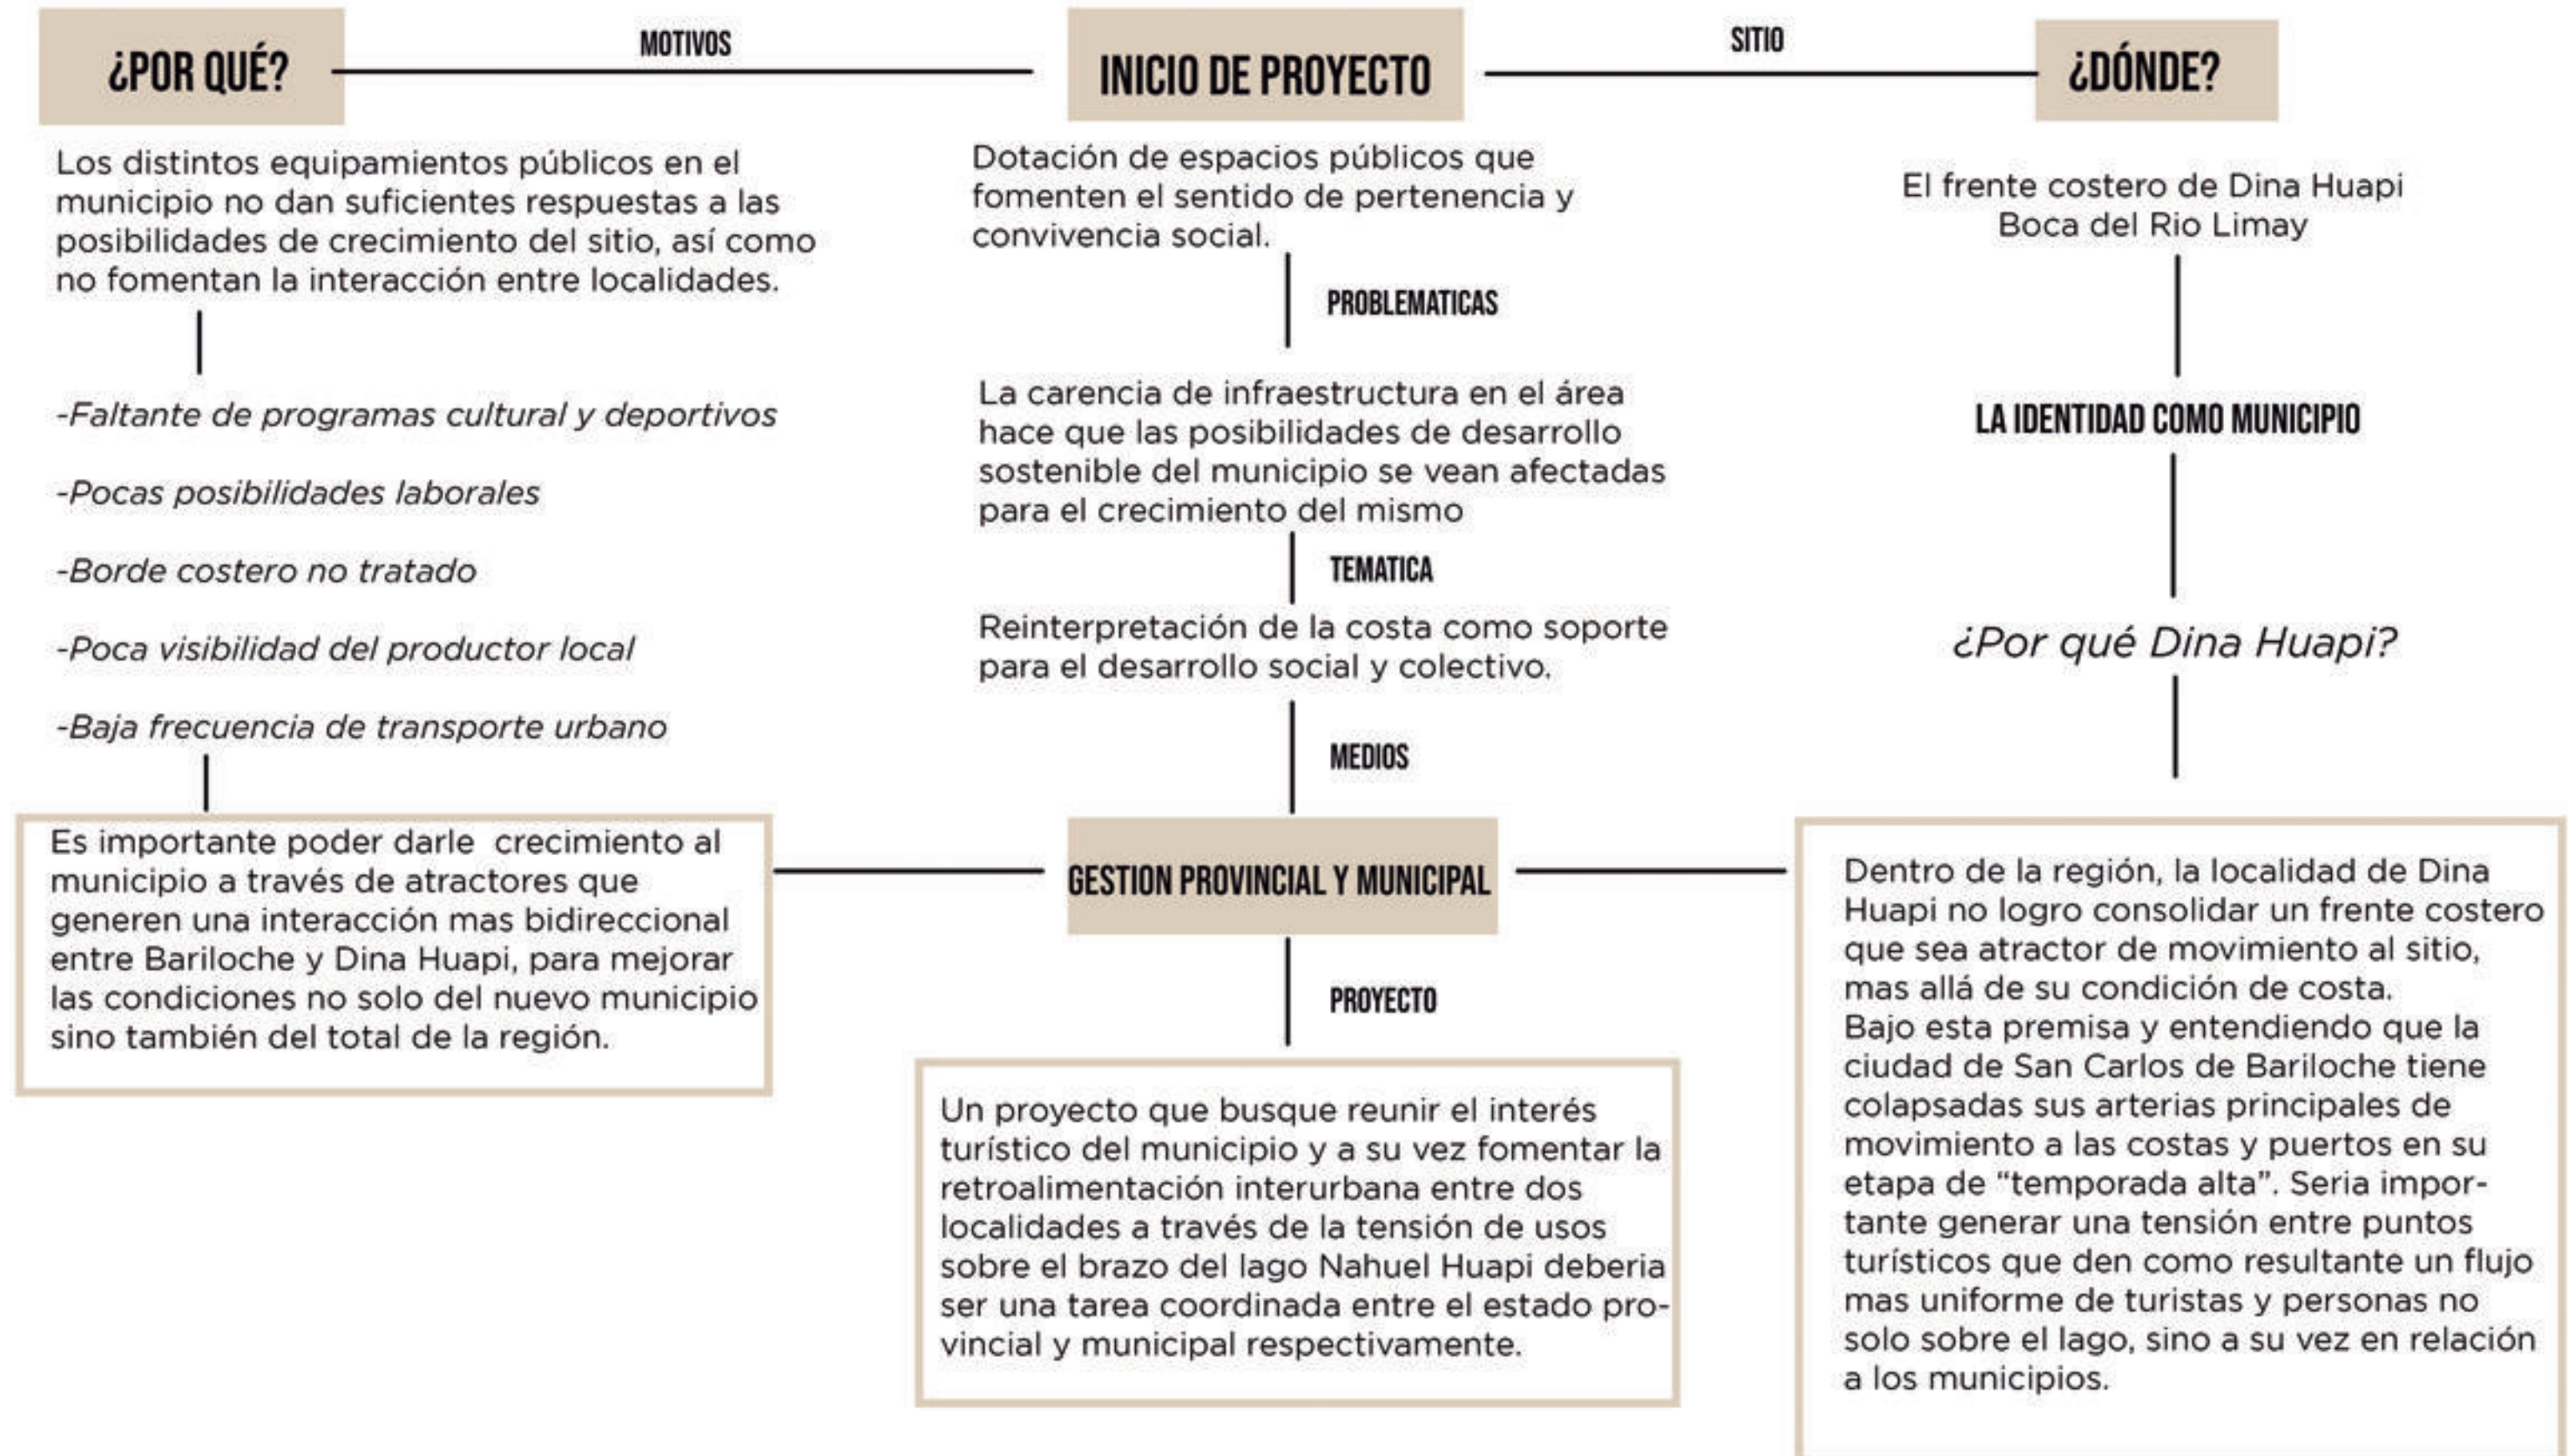 ¿POR QUÉ?
MOTIVOS
INICIO DE PROYECTO
SITIO
¿DÓNDE?
Los distintos equipamientos públicos en el
municipio no dan suficientes respuestas a las
posibilidades de crecimiento del sitio, así como
no fomentan la interacción entre localidades.
-Faltante de programas cultural y deportivos
-Pocas posibilidades laborales
-Borde costero no tratado
-Poca visibilidad del productor local
-Baja frecuencia de transporte urbano
Es importante poder darle crecimiento al
municipio a través de atractores que
generen una interacción mas bidireccional
entre Bariloche y Dina Huapi, para mejorar
las condiciones no solo del nuevo municipio
sino también del total de la región.
Dotación de espacios públicos que
fomenten el sentido de pertenencia y
convivencia social.
PROBLEMATICAS
La carencia de infraestructura en el área
hace que las posibilidades de desarrollo
sostenible del municipio se vean afectadas
para el crecimiento del mismo
TEMATICA
Reinterpretación de la costa como soporte
para el desarrollo social y colectivo.
MEDIOS
GESTION PROVINCIAL Y MUNICIPAL
PROYECTO
Un proyecto que busque reunir el interés
turístico del municipio y a su vez fomentar la
retroalimentación interurbana entre dos
localidades a través de la tensión de usos
sobre el brazo del lago Nahuel Huapi deberia
ser una tarea coordinada entre el estado pro-
vincial y municipal respectivamente.
El frente costero de Dina Huapi
Boca del Rio Limay
LA IDENTIDAD COMO MUNICIPIO
¿Por qué Dina Huapi?
Dentro de la región, la localidad de Dina
Huapi no logro consolidar un frente costero
que sea atractor de movimiento al sitio,
mas allá de su condición de costa.
Bajo esta premisa y entendiendo que la
ciudad de San Carlos de Bariloche tiene
colapsadas sus arterias principales de
movimiento a las costas y puertos en su
etapa de “temporada alta”. Seria impor-
tante generar una tensión entre puntos
turísticos que den como resultante un flujo
mas uniforme de turistas y personas no
solo sobre el lago, sino a su vez en relación
a los municipios.